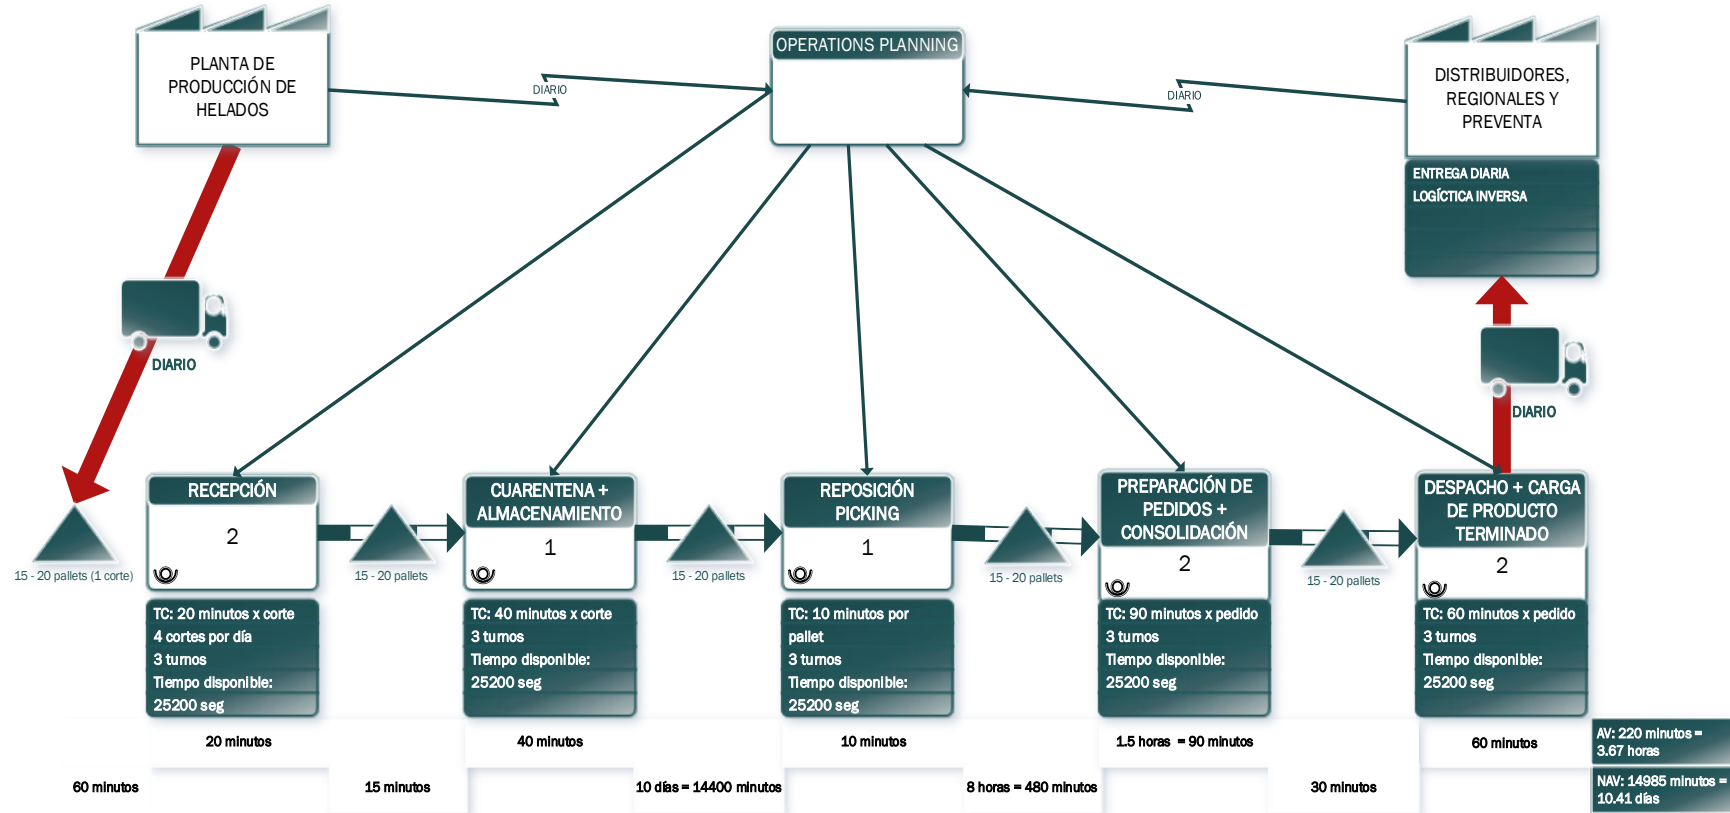 PLANTA DE
PRODUCCIÓN DE
HELADOS
DIARIO
OPERATIONS PLANNING
DIARIO
DISTRIBUIDORES,
REGIONALES Y
PREVENTA
ENTREGA DIARIA
LOGÍCTICA INVERSA
DIARIO
DIARIO
15 - 20 pallets (1 corte)
RECEPCIÓN
2
TC: 20 minutos x corte
4 cortes por día
3 turnos
Tiempo disponible:
25200 seg
15 - 20 pallets
CUARENTENA +
ALMACENAMIENTO
1
TC: 40 minutos x corte
3 turnos
Tiempo disponible:
25200 seg
15 - 20 pallets
REPOSICIÓN
PICKING
1
TC: 10 minutos por
pallet
3 turnos
Tiempo disponible:
25200 seg
15 - 20 pallets
PREPARACIÓN DE
PEDIDOS +
CONSOLIDACIÓN
2
TC: 90 minutos x pedido
3 turnos
Tiempo disponible:
25200 seg
15 - 20 pallets
DESPACHO + CARGA
DE PRODUCTO
TERMINADO
2
TC: 60 minutos x pedido
3 turnos
Tiempo disponible:
25200 seg
20 minutos
40 minutos
10 minutos
1.5 horas = 90 minutos
60 minutos
AV: 220 minutos =
3.67 horas
60 minutos
15 minutos
10 días = 14400 minutos
8 horas = 480 minutos
30 minutos
NAV: 14985 minutos =
10.41 días